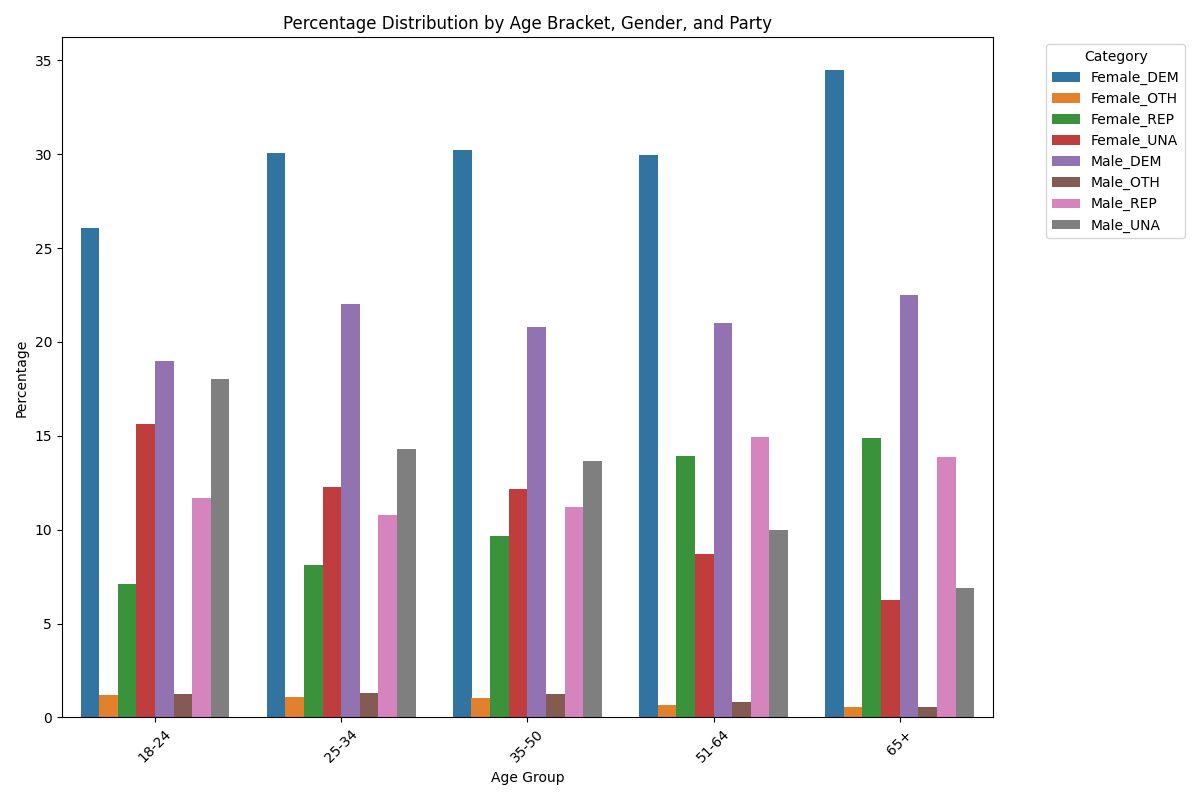 Percentage Distribution by Age Bracket, Gender, and Party
Category
Female_DEM
Female_OTH
Female_REP
Female_UNA
Male_DEM
Male_OTH
Male_REP
Male_UNA
Percentage
35
30
25
20
15
10
5
0
18-24
25-34
35-50
51-64
65+
Age Group